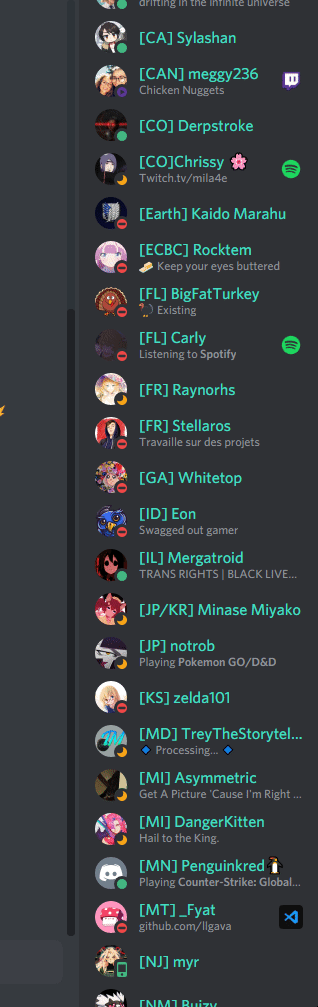 drifting in the infinite universe
[CA] Sylashan
[CAN] meggy236
Chicken Nuggets
[CO] Derpstroke
[CO]Chrissy 🌸
Twitch.tv/mila4e
[Earth] Kaido Marahu
[ECBC] Rocktem
🧈 Keep your eyes buttered
[FL] BigFatTurkey
🦃 Existing
[FL] Carly
Listening to Spotify
[FR] Raynorhs
[FR] Stellaros
Travaille sur des projets
[GA] Whitetop
[ID] Eon
Swagged out gamer
[IL] Mergatroid
TRANS RIGHTS | BLACK LIVE...
[JP/KR] Minase Miyako
[JP] notrob
Playing Pokemon GO/D&D
[KS] zelda101
[MD] TreyTheStorytel...
🔹 Processing... 🔹
[MI] Asymmetric
Get A Picture 'Cause I'm Right ...
[MI] DangerKitten
Hail to the King.
[MN] Penguinkred🐧
Playing Counter-Strike: Global...
[MT] _Fyat
github.com/llgava
[NJ] myr
[NM] Buizy